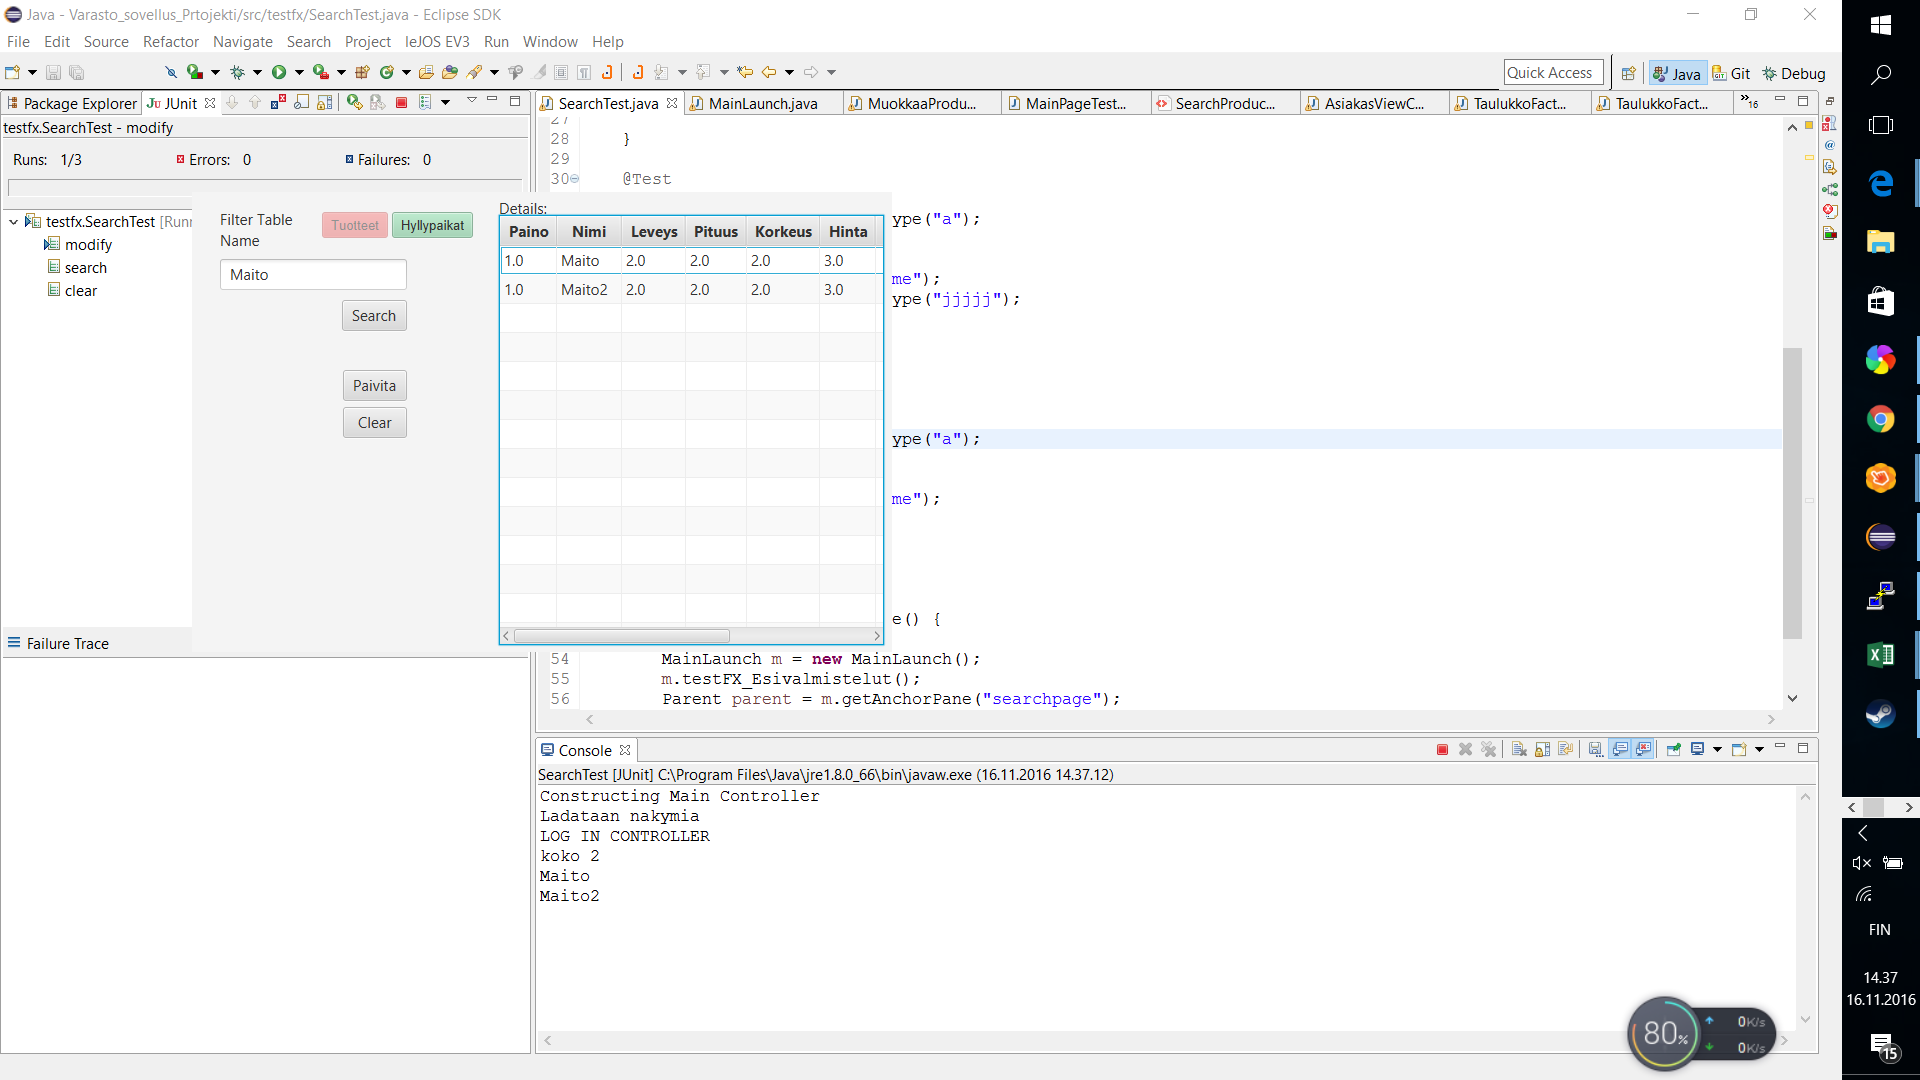 Java - Varasto_sovellus_Prtojekti/src/testfx/SearchTest.java - Eclipse SDK
File Edit Source Refactor Navigate Search Project leJOS EV3 Run Window Help
Quick Access Java Git Debug
Package Explorer JUnit
testfx.SearchTest - modify
Runs: 1/3 Errors: 0 Failures: 0
testfx.SearchTest [Runn
modify
search
clear
Failure Trace
Filter Table
Name
Tuotteet Hyllypaikat
Maito
Search
Paivita
Clear
Details:
Paino Nimi Leveys Pituus Korkeus Hinta
1.0 Maito 2.0 2.0 2.0 3.0
1.0 Maito2 2.0 2.0 2.0 3.0
SearchTest.java MainLaunch.java MuokkaaProdu... MainPageTest... SearchProduc... AsiakasViewC... TaulukkoFact... TaulukkoFact... »16
27
28 }
29
30 @Test
ype("a");
me");
ype("jjjjj");
ype("a");
me");
e() {
54 MainLaunch m = new MainLaunch();
55 m.testFX_Esivalmistelut();
56 Parent parent = m.getAnchorPane("searchpage");
Console
SearchTest [JUnit] C:\Program Files\Java\jre1.8.0_66\bin\javaw.exe (16.11.2016 14.37.12)
Constructing Main Controller
Ladataan nakymia
LOG IN CONTROLLER
koko 2
Maito
Maito2
80%
0K/s
0K/s
FIN
14.37
16.11.2016
15